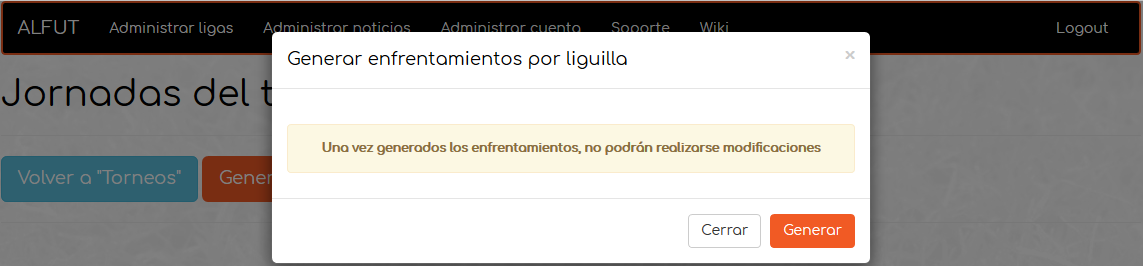 ALFUT Administrar ligas Administrar noticias Administrar cuenta Soporte Wiki Logout
Generar enfrentamientos por liguilla ×
Jornadas del t
Una vez generados los enfrentamientos, no podrán realizarse modificaciones
Volver a "Torneos" Gener
Cerrar Generar